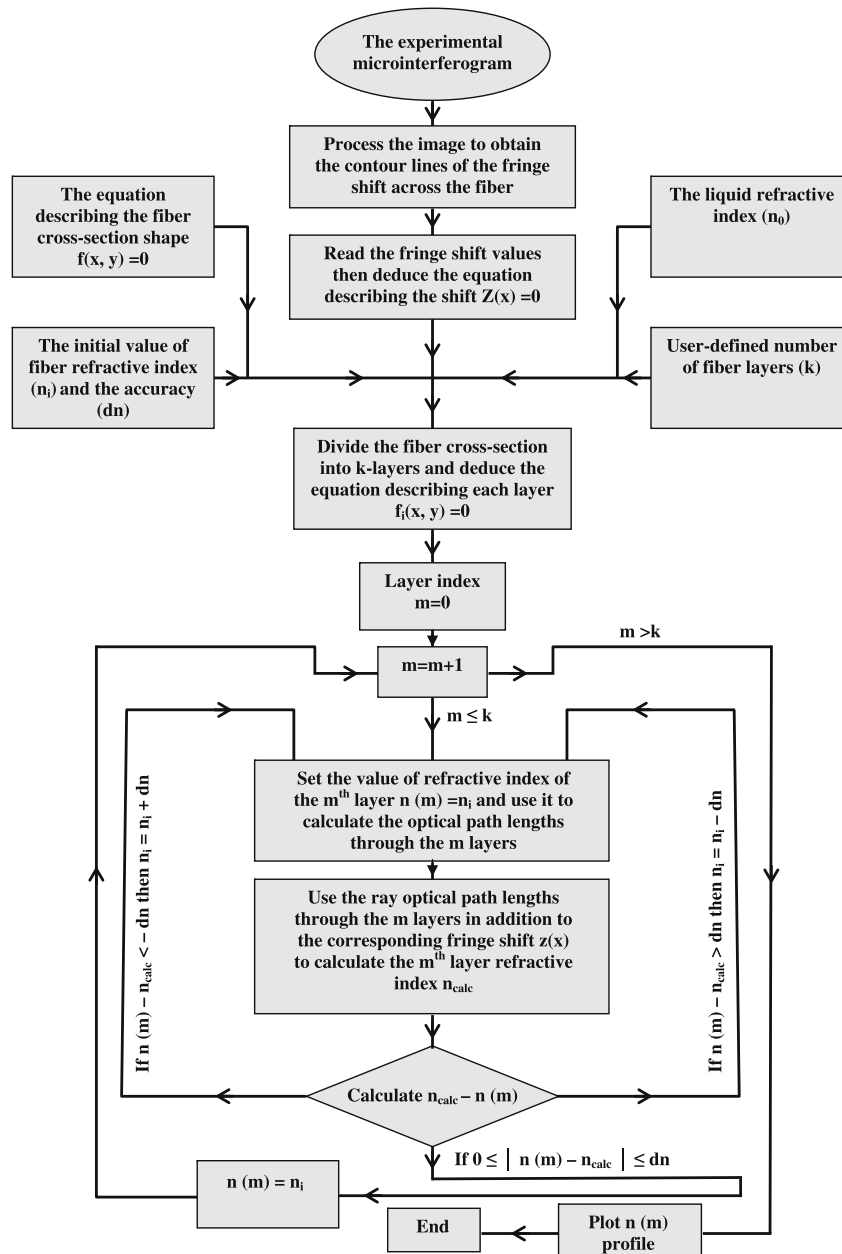 The experimental
microinterferogram
Process the image to obtain
the contour lines of the fringe
shift across the fiber
The equation
describing the fiber
cross-section shape
f(x, y) =0
The liquid refractive
index (n₀)
Read the fringe shift values
then deduce the equation
describing the shift Z(x) =0
The initial value of
fiber refractive index
(nᵢ) and the accuracy
(dn)
User-defined number
of fiber layers (k)
Divide the fiber cross-section
into k-layers and deduce the
equation describing each layer
fᵢ(x, y) =0
Layer index
m=0
m >k
m=m+1
m ≤ k
Set the value of refractive index of
the mᵗʰ layer n (m) =nᵢ and use it to
calculate the optical path lengths
through the m layers
If n (m) – n_calc < – dn then nᵢ = nᵢ + dn
If n (m) – n_calc > dn then nᵢ = nᵢ – dn
Use the ray optical path lengths
through the m layers in addition to
the corresponding fringe shift z(x)
to calculate the mᵗʰ layer refractive
index n_calc
Calculate n_calc – n (m)
If 0 ≤ | n (m) – n_calc | ≤ dn
n (m) = nᵢ
End
Plot n (m)
profile